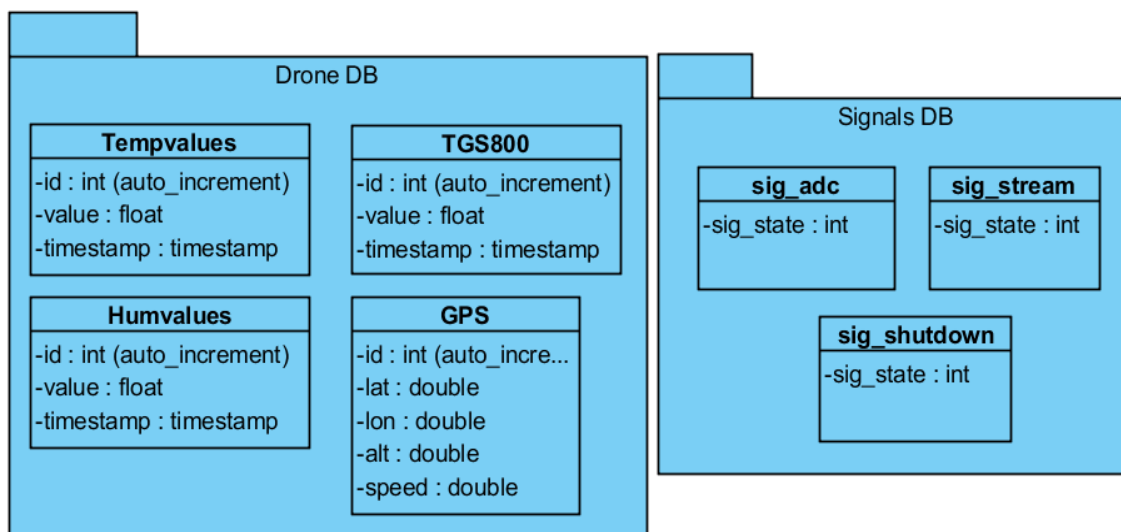 Drone DB
Tempvalues
-id : int (auto_increment)
-value : float
-timestamp : timestamp
TGS800
-id : int (auto_increment)
-value : float
-timestamp : timestamp
Humvalues
-id : int (auto_increment)
-value : float
-timestamp : timestamp
GPS
-id : int (auto_incre...
-lat : double
-lon : double
-alt : double
-speed : double
Signals DB
sig_adc
-sig_state : int
sig_stream
-sig_state : int
sig_shutdown
-sig_state : int